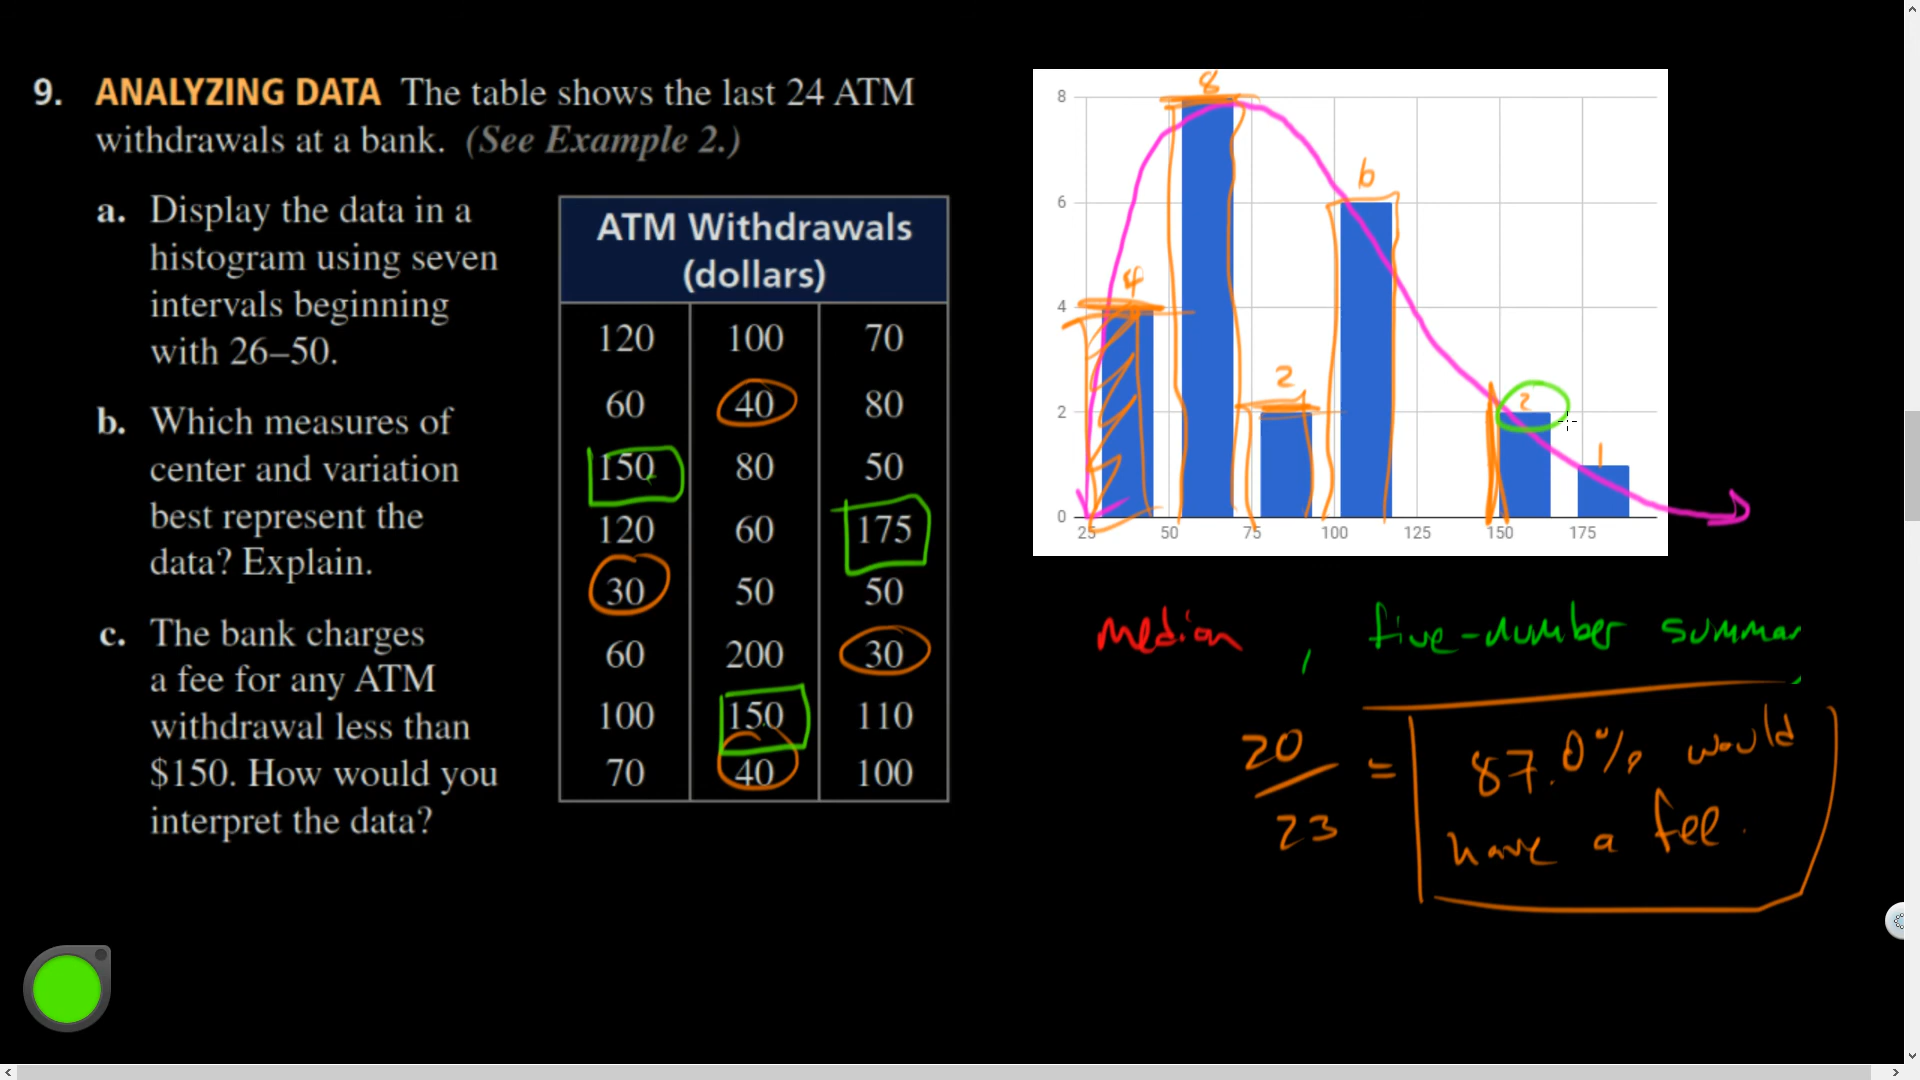 9. ANALYZING DATA The table shows the last 24 ATM
withdrawals at a bank. (See Example 2.)
a. Display the data in a
histogram using seven
intervals beginning
with 26–50.
b. Which measures of
center and variation
best represent the
data? Explain.
c. The bank charges
a fee for any ATM
withdrawal less than
$150. How would you
interpret the data?
ATM Withdrawals
(dollars)
120 100 70
60 40 80
150 80 50
120 60 175
30 50 50
60 200 30
100 150 110
70 40 100
8
8
6
6
4
4
2
2
2
1
0
25 50 75 100 125 150 175
median , five-number summar
20
23
= 87.0% would
have a fee.